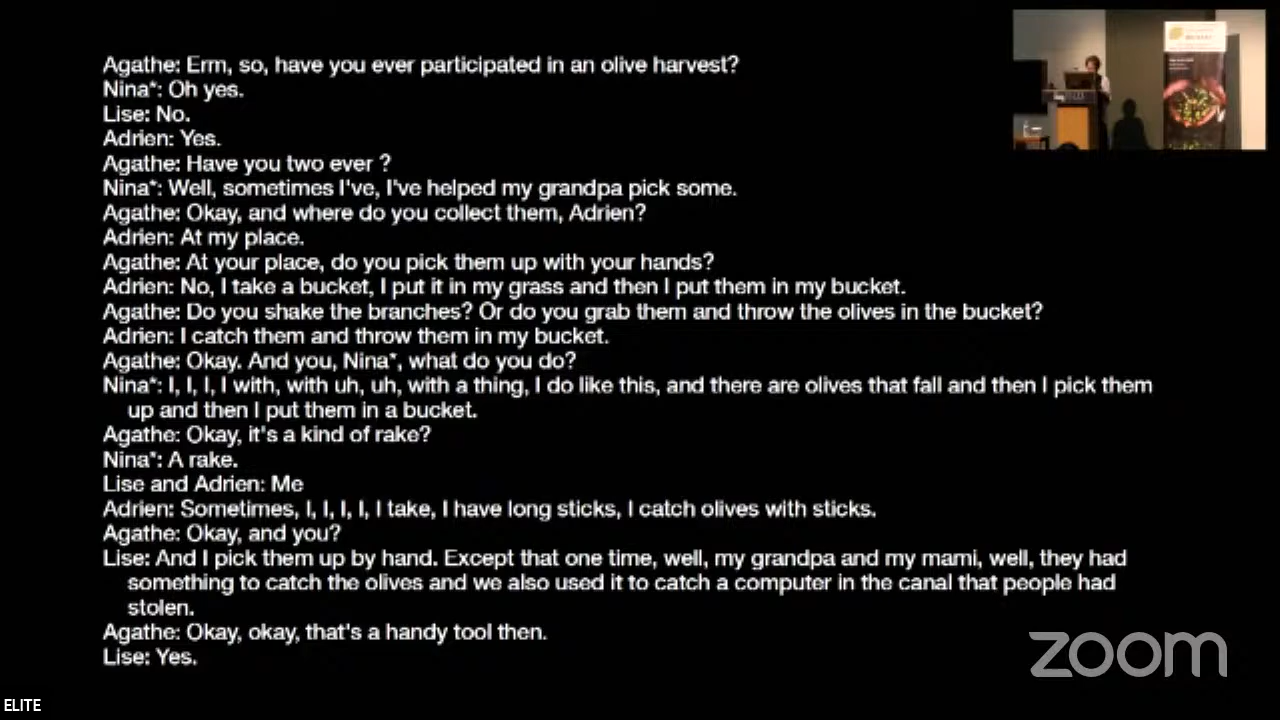 Agathe: Erm, so, have you ever participated in an olive harvest?
Nina*: Oh yes.
Lise: No.
Adrien: Yes.
Agathe: Have you two ever ?
Nina*: Well, sometimes I've, I've helped my grandpa pick some.
Agathe: Okay, and where do you collect them, Adrien?
Adrien: At my place.
Agathe: At your place, do you pick them up with your hands?
Adrien: No, I take a bucket, I put it in my grass and then I put them in my bucket.
Agathe: Do you shake the branches? Or do you grab them and throw the olives in the bucket?
Adrien: I catch them and throw them in my bucket.
Agathe: Okay. And you, Nina*, what do you do?
Nina*: I, I, I, I with, with uh, uh, with a thing, I do like this, and there are olives that fall and then I pick them
up and then I put them in a bucket.
Agathe: Okay, it's a kind of rake?
Nina*: A rake.
Lise and Adrien: Me
Adrien: Sometimes, I, I, I, I, I take, I have long sticks, I catch olives with sticks.
Agathe: Okay, and you?
Lise: And I pick them up by hand. Except that one time, well, my grandpa and my mami, well, they had
something to catch the olives and we also used it to catch a computer in the canal that people had
stolen.
Agathe: Okay, okay, that's a handy tool then.
Lise: Yes.
zoom
ELITE